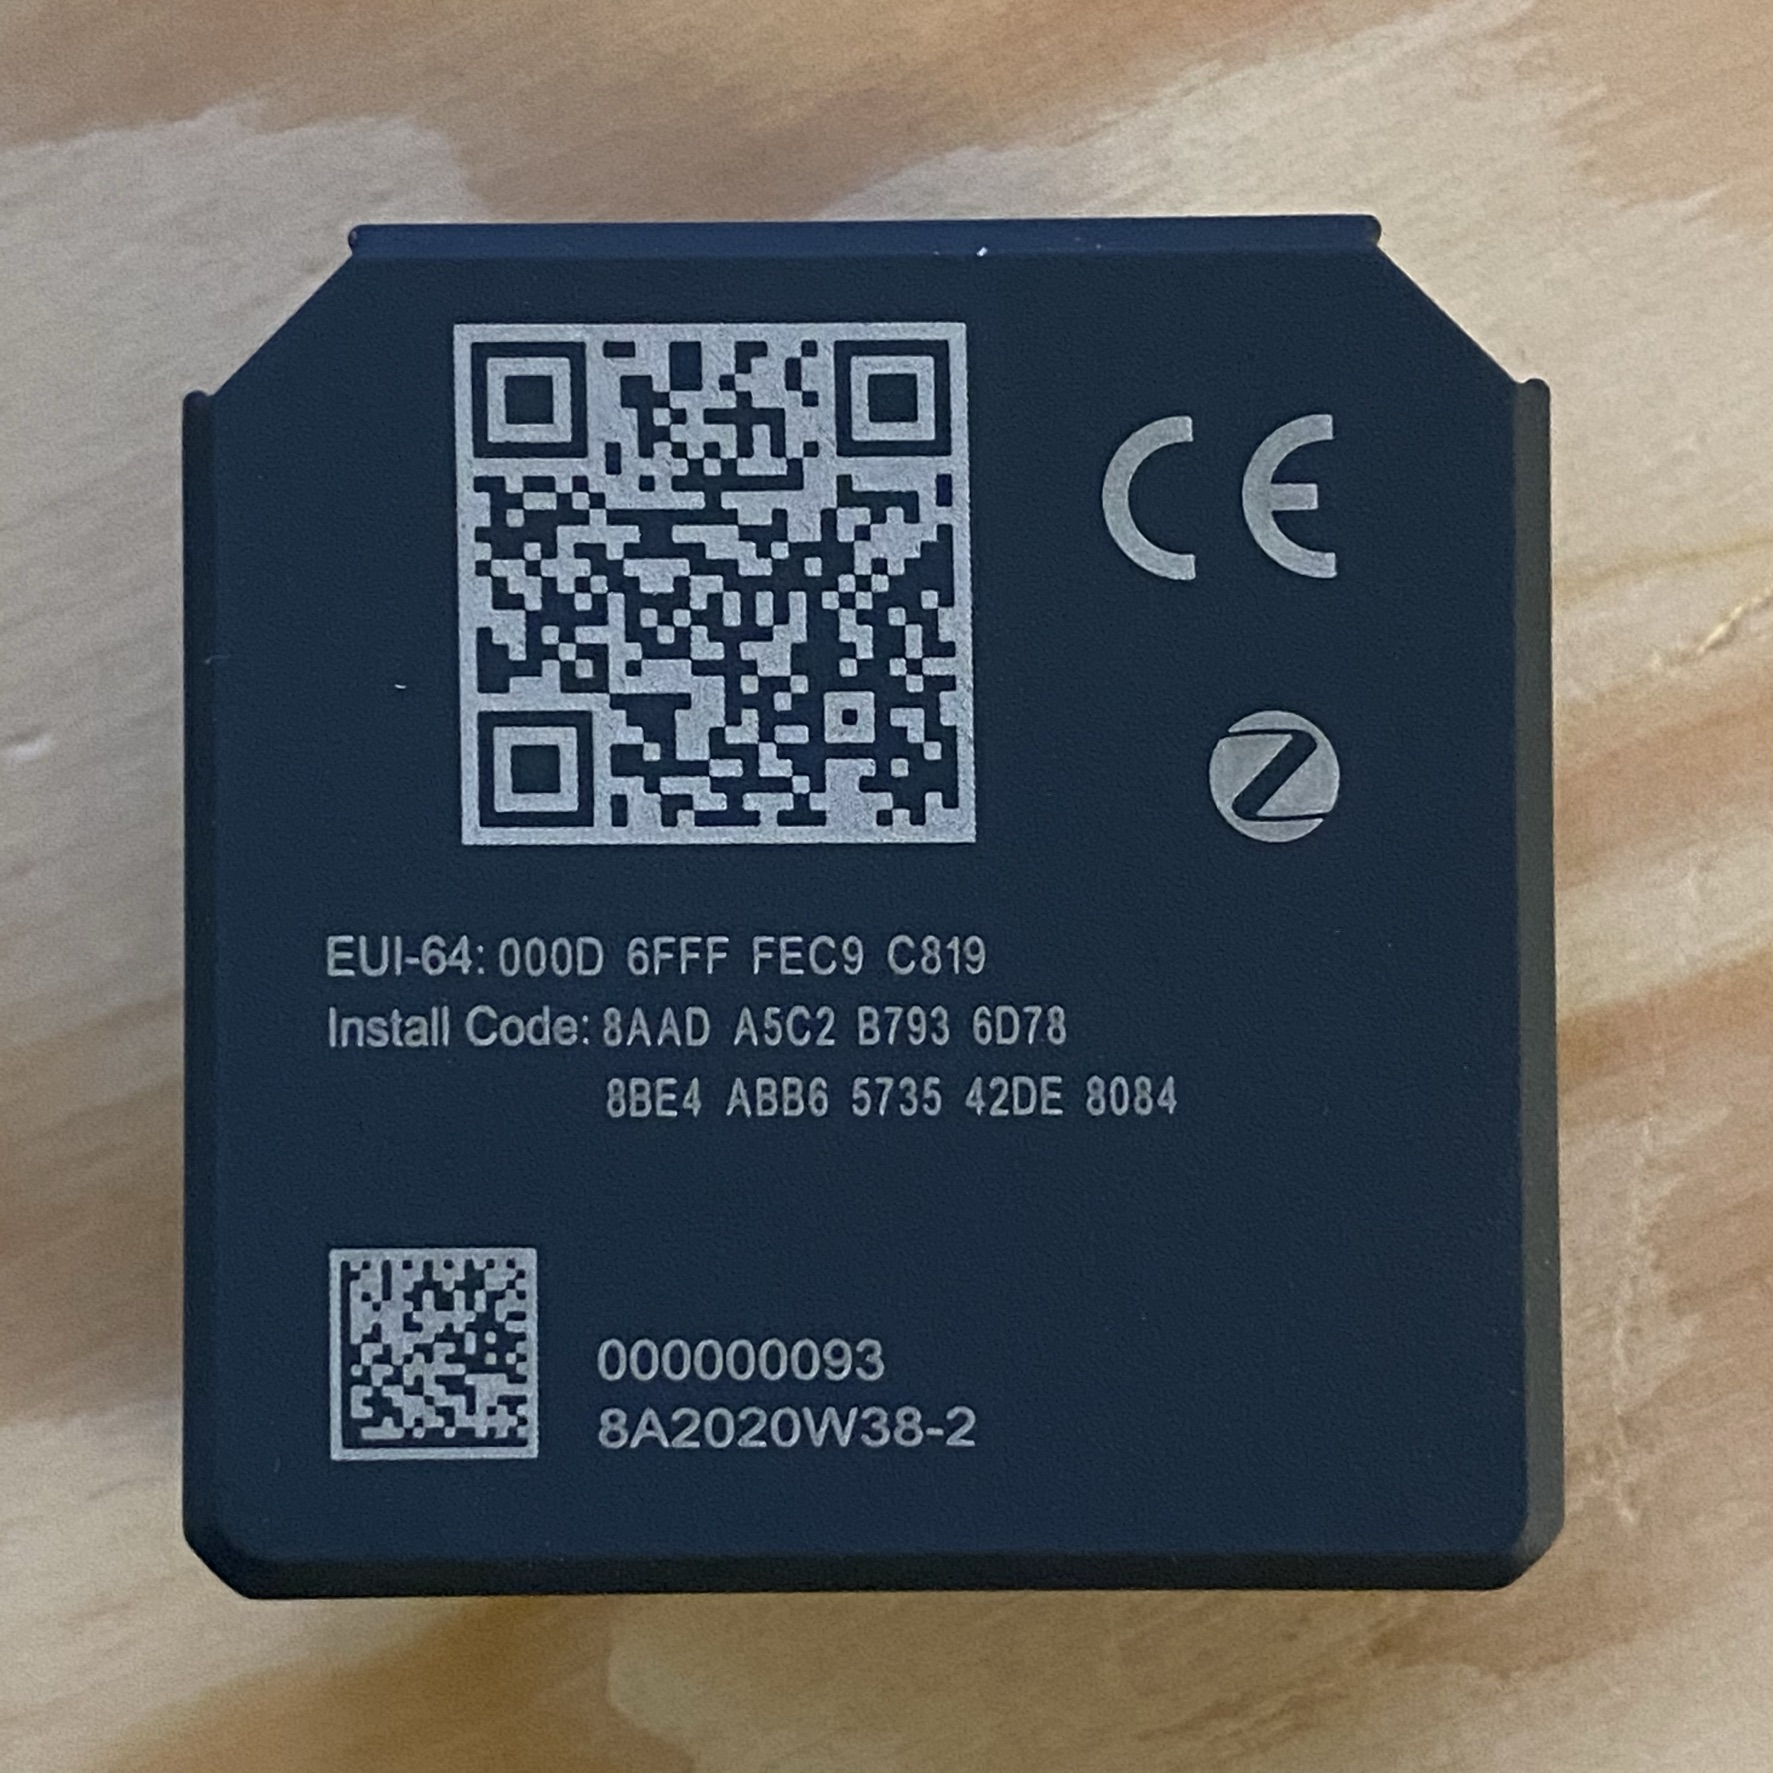 CE
EUI-64: 000D 6FFF FEC9 C819
Install Code: 8AAD A5C2 B793 6D78
8BE4 ABB6 5735 42DE 8084
000000093
8A2020W38-2